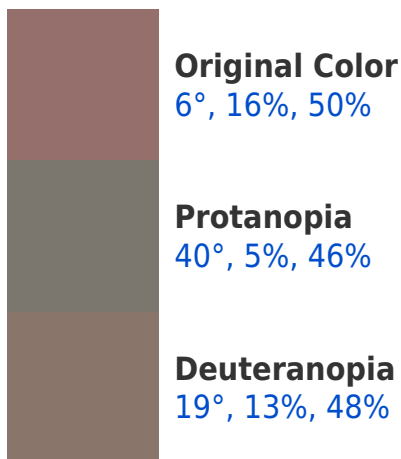 Original Color
6°, 16%, 50%
Protanopia
40°, 5%, 46%
Deuteranopia
19°, 13%, 48%